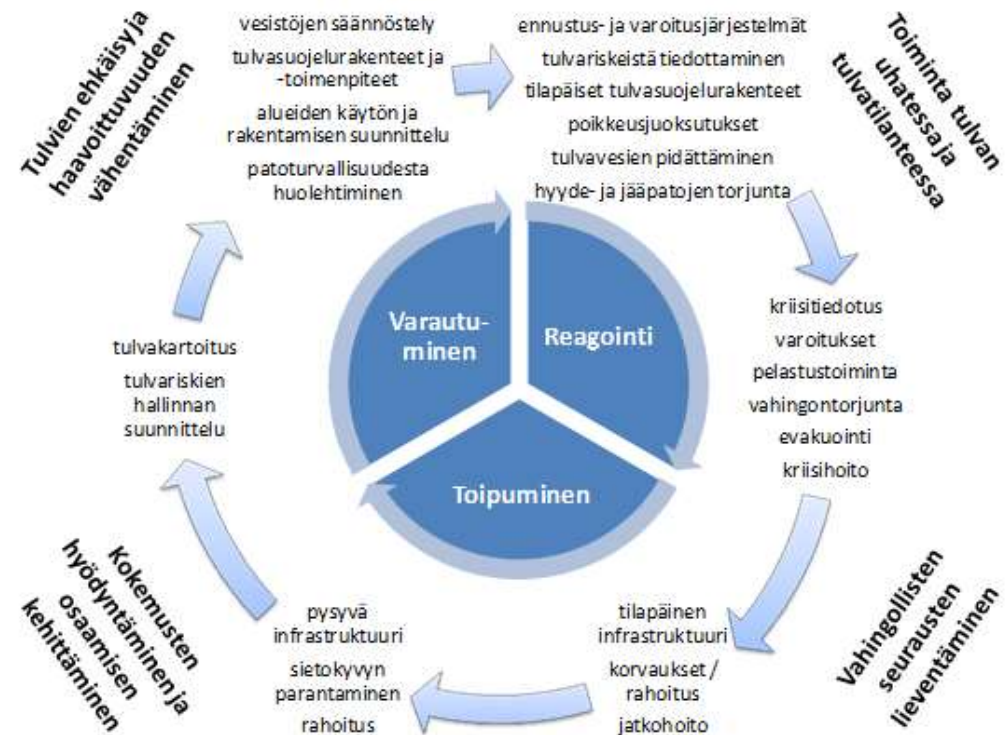 Tulvien ehkäisy ja
haavoittuvuuden
vähentäminen
vesistöjen säännöstely
tulvasuojelurakenteet ja
-toimenpiteet
alueiden käytön ja
rakentamisen suunnittelu
patoturvallisuudesta
huolehtiminen
ennustus- ja varoitusjärjestelmät
tulvariskeistä tiedottaminen
tilapäiset tulvasuojelurakenteet
poikkeusjuoksutukset
tulvavesien pidättäminen
hyyde- ja jääpatojen torjunta
Toiminta tulvan
uhatessa ja
tulvatilanteessa
Varautu-
minen
Reagointi
Toipuminen
kriisitiedotus
varoitukset
pelastustoiminta
vahingontorjunta
evakuointi
kriisihoito
Vahingollisten
seurausten
lieventäminen
tilapäinen
infrastruktuuri
korvaukset /
rahoitus
jatkohoito
pysyvä
infrastruktuuri
sietokyvyn
parantaminen
rahoitus
Kokemusten
hyödyntäminen ja
osaamisen
kehittäminen
tulvakartoitus
tulvariskien
hallinnan
suunnittelu